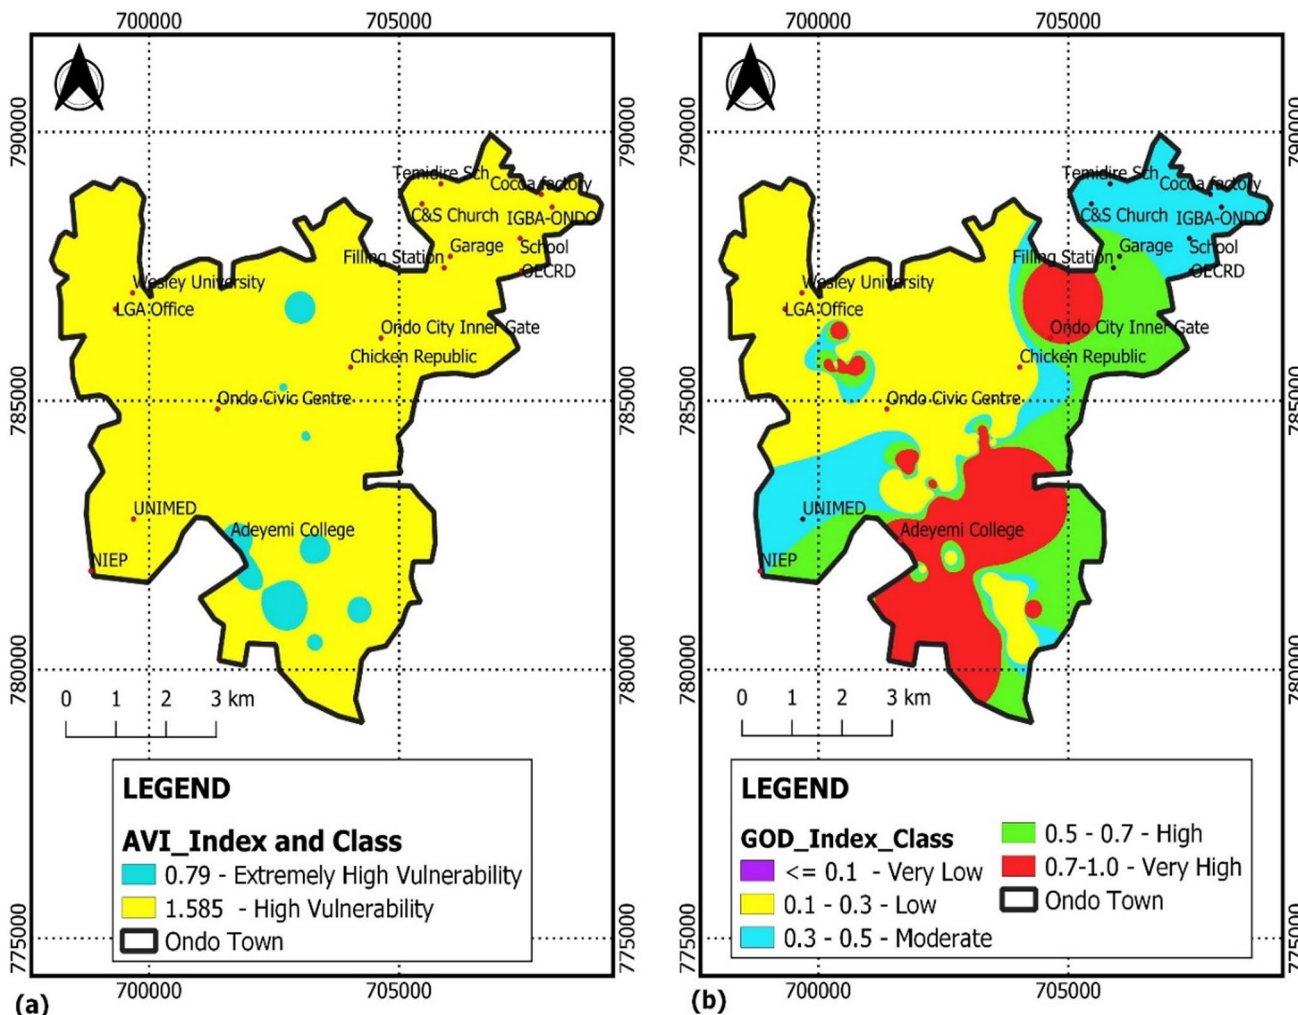 700000 705000
790000
785000
780000
775000
790000
785000
780000
775000
Temidire Sch
Cocoa factory
C&S Church
IGBA-ONDO
Garage
School
Filling Station
OECRD
Wesley University
LGA Office
Ondo City Inner Gate
Chicken Republic
Ondo Civic Centre
UNIMED
Adeyemi College
NIEP
0 1 2 3 km
LEGEND
AVI_Index and Class
0.79 - Extremely High Vulnerability
1.585 - High Vulnerability
Ondo Town
700000 705000
(a)
700000 705000
790000
785000
780000
775000
790000
785000
780000
775000
Temidire Sch
Cocoa factory
C&S Church
IGBA-ONDO
Garage
School
Filling Station
OECRD
Wesley University
LGA Office
Ondo City Inner Gate
Chicken Republic
Ondo Civic Centre
UNIMED
Adeyemi College
NIEP
0 1 2 3 km
LEGEND
GOD_Index_Class
<= 0.1 - Very Low
0.1 - 0.3 - Low
0.3 - 0.5 - Moderate
0.5 - 0.7 - High
0.7-1.0 - Very High
Ondo Town
700000 705000
(b)